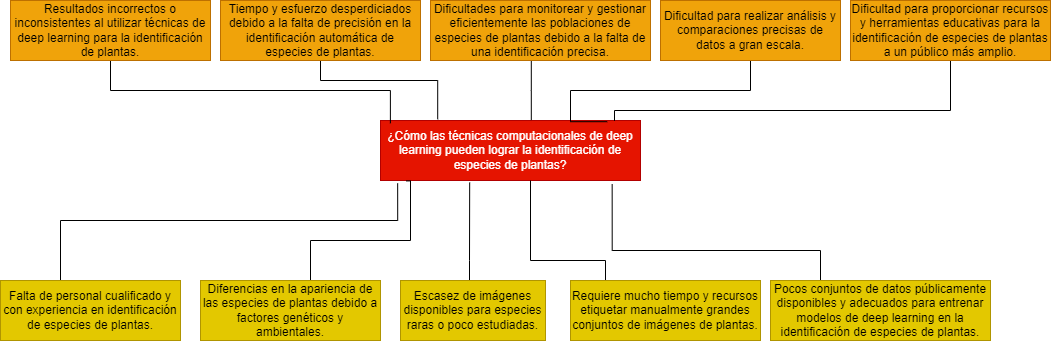 Resultados incorrectos o
inconsistentes al utilizar técnicas de
deep learning para la identificación
de plantas.
Tiempo y esfuerzo desperdiciados
debido a la falta de precisión en la
identificación automática de
especies de plantas.
Dificultades para monitorear y gestionar
eficientemente las poblaciones de
especies de plantas debido a la falta de
una identificación precisa.
Dificultad para realizar análisis y
comparaciones precisas de
datos a gran escala.
Dificultad para proporcionar recursos
y herramientas educativas para la
identificación de especies de plantas
a un público más amplio.
¿Cómo las técnicas computacionales de deep
learning pueden lograr la identificación de
especies de plantas?
Falta de personal cualificado y
con experiencia en identificación
de especies de plantas.
Diferencias en la apariencia de
las especies de plantas debido a
factores genéticos y
ambientales.
Escasez de imágenes
disponibles para especies
raras o poco estudiadas.
Requiere mucho tiempo y recursos
etiquetar manualmente grandes
conjuntos de imágenes de plantas.
Pocos conjuntos de datos públicamente
disponibles y adecuados para entrenar
modelos de deep learning en la
identificación de especies de plantas.